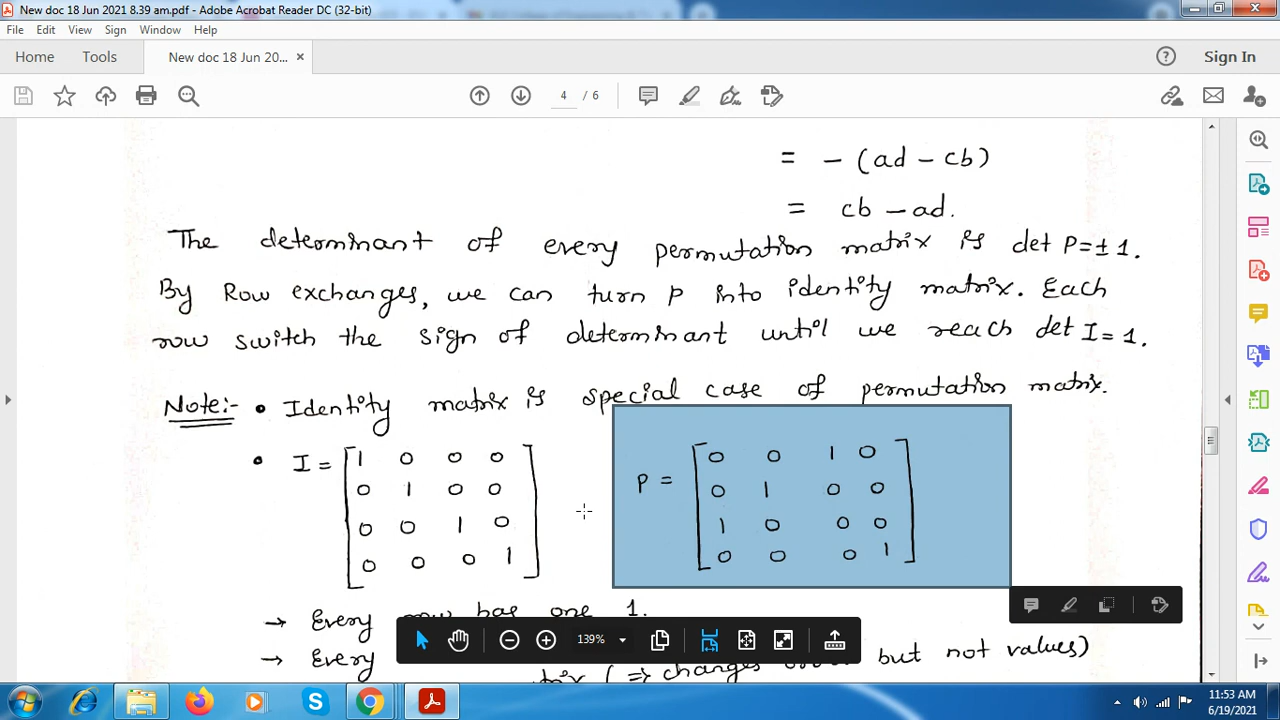 New doc 18 Jun 2021 8.39 am.pdf - Adobe Acrobat Reader DC (32-bit)
File Edit View Sign Window Help
Home Tools New doc 18 Jun 20... × Sign In
4 / 6
= - (ad - cb)
= cb - ad.
The determinant of every permutation matrix is det P = ± 1.
By Row exchanges, we can turn P into identity matrix. Each
row switch the sign of determinant until we reach det I = 1.
Note:- • Identity matrix is special case of permutation matrix.
• I = [ 1 0 0 0
0 1 0 0
0 0 1 0
0 0 0 1 ]
P = [ 0 0 1 0
0 1 0 0
1 0 0 0
0 0 0 1 ]
→ Every row has one 1.
→ Every
(⇒ changes but not values)
139%
11:53 AM
6/19/2021